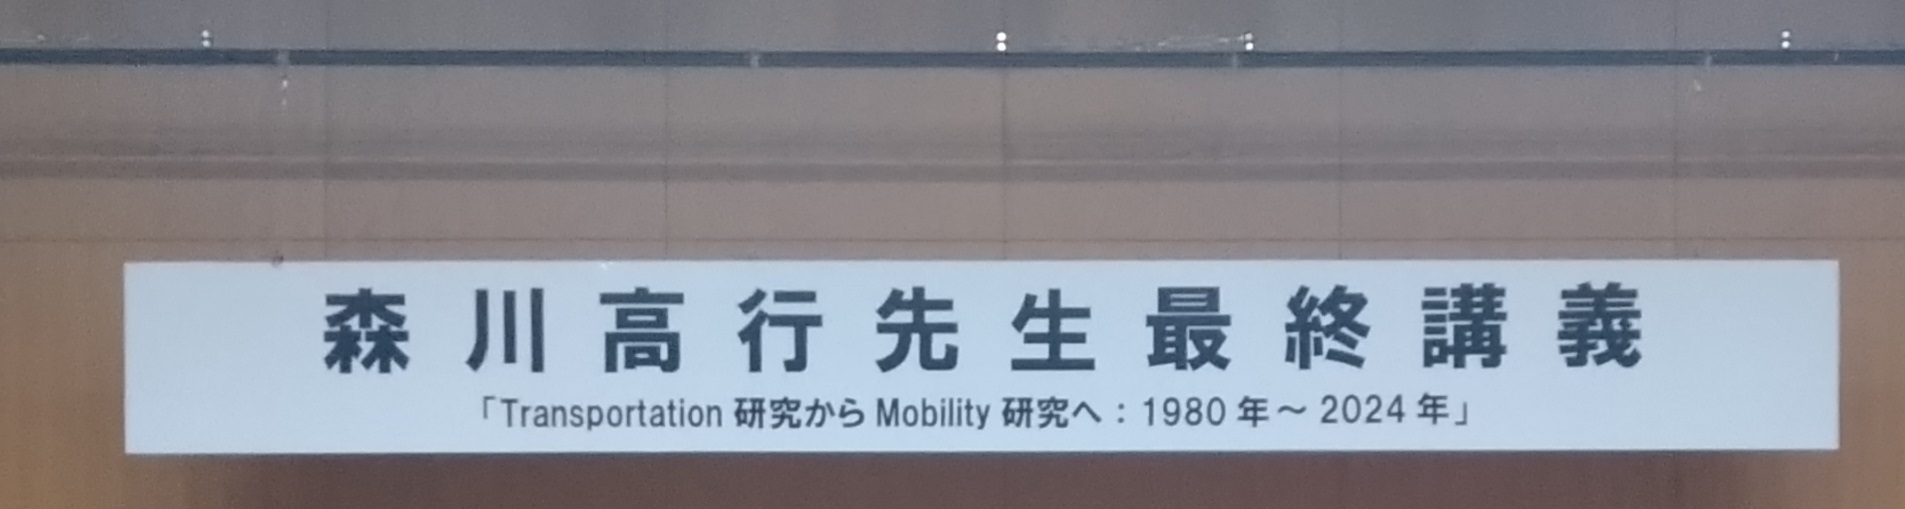 森川高行先生最終講義
「Transportation 研究から Mobility 研究へ：1980 年～ 2024 年」